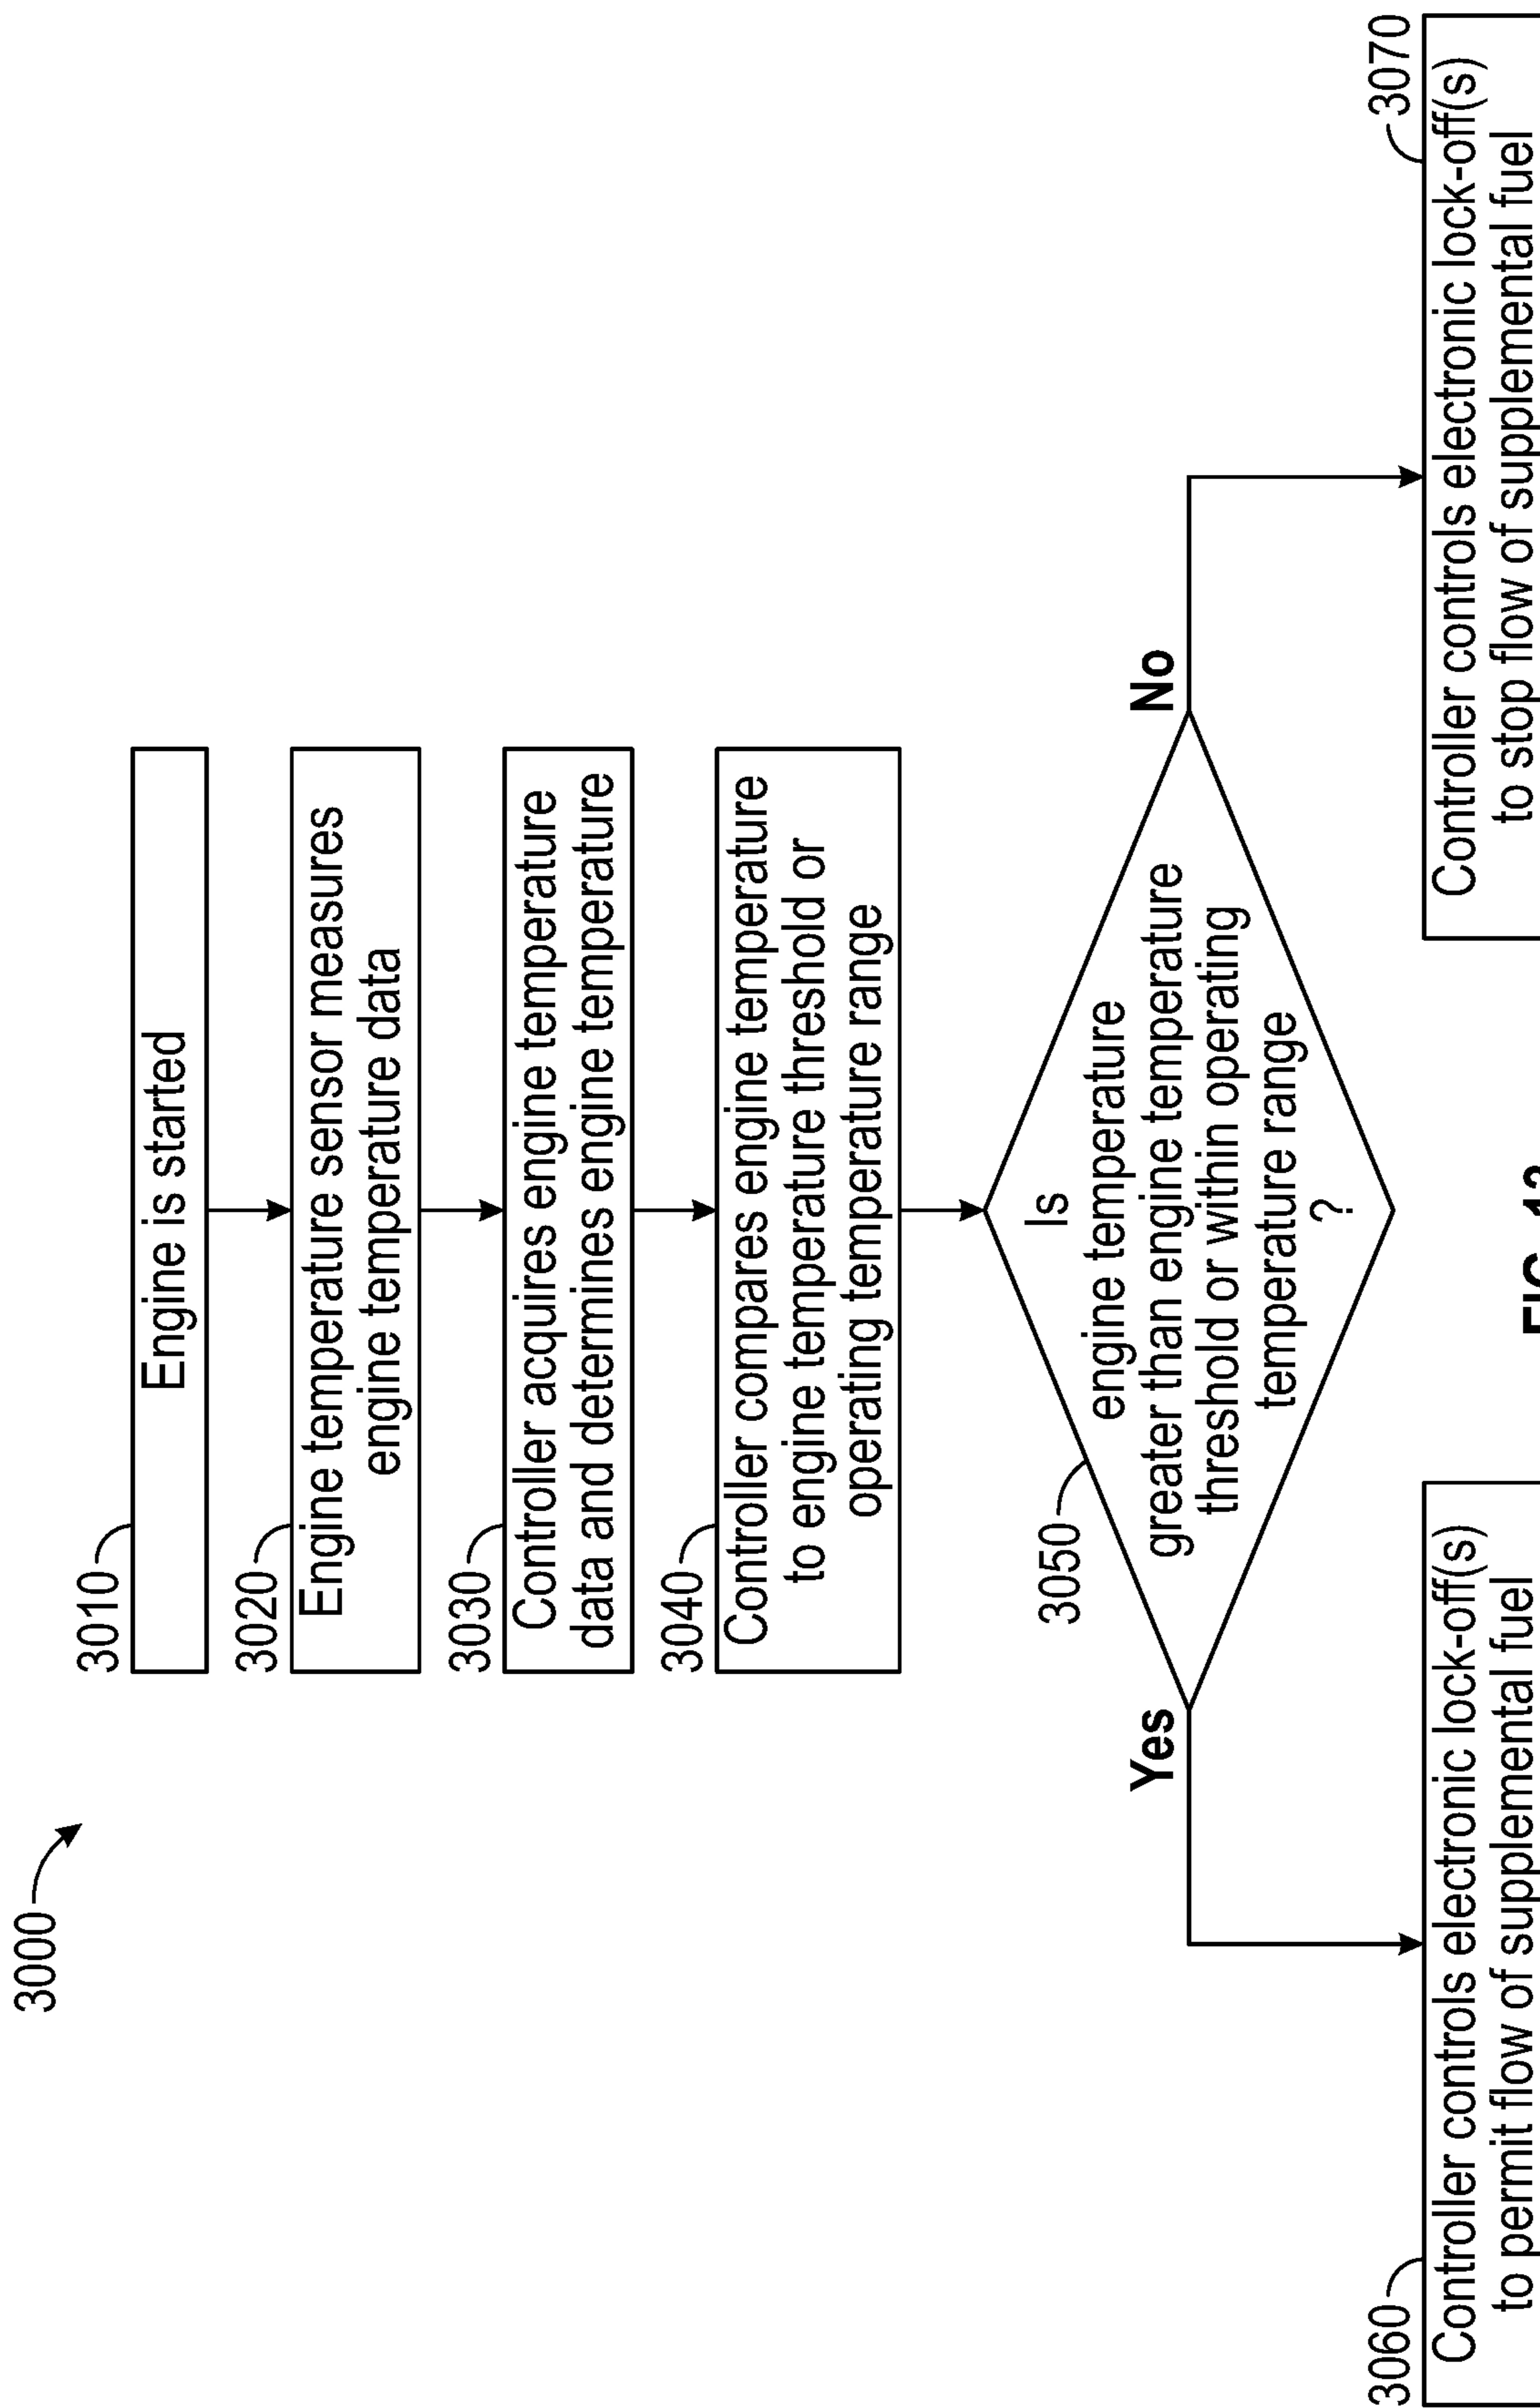 3000
3010
Engine is started
3020
Engine temperature sensor measures
engine temperature data
3030
Controller acquires engine temperature
data and determines engine temperature
3040
Controller compares engine temperature
to engine temperature threshold or
operating temperature range
3050
Is
engine temperature
greater than engine temperature
threshold or within operating
temperature range
?
Yes
No
3060
Controller controls electronic lock-off(s)
to permit flow of supplemental fuel
3070
Controller controls electronic lock-off(s)
to stop flow of supplemental fuel